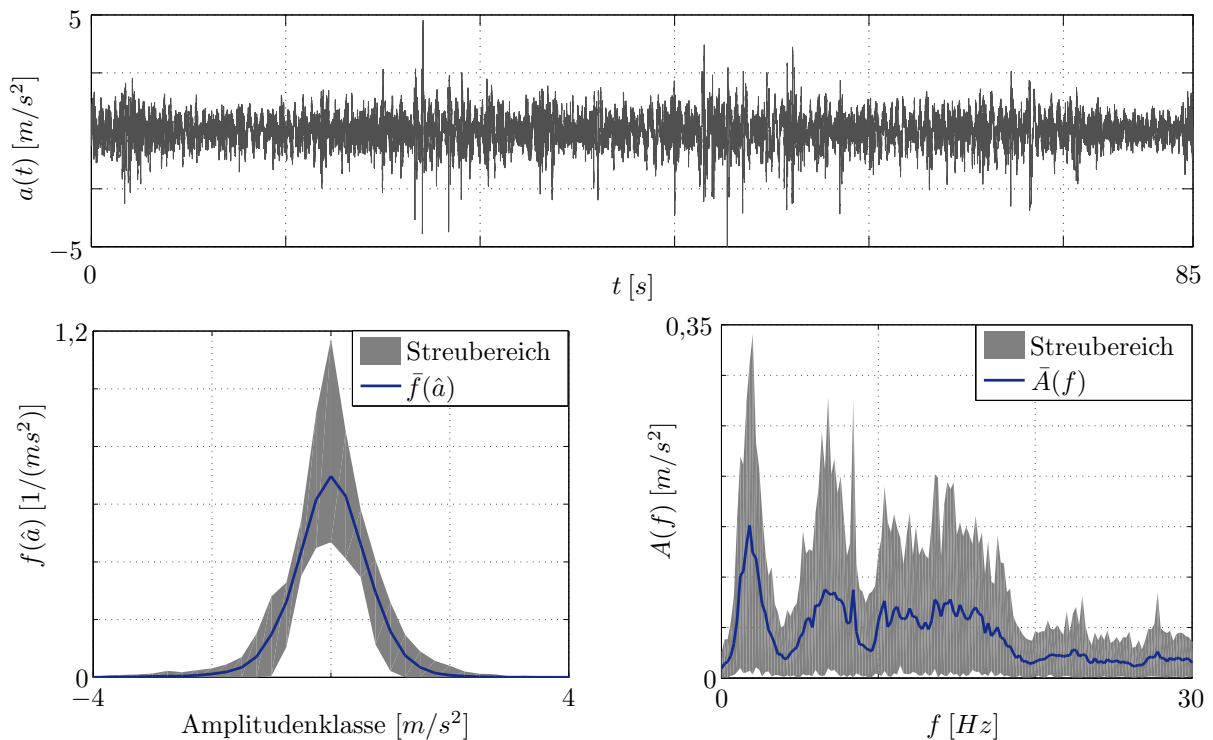 5
a(t) [m/s²]
−5
0
85
t [s]
1,2
Streubereich
f̄(â)
f(â) [1/(ms²)]
0
−4
4
Amplitudenklasse [m/s²]
0,35
Streubereich
Ā(f)
A(f) [m/s²]
0
0
30
f [Hz]